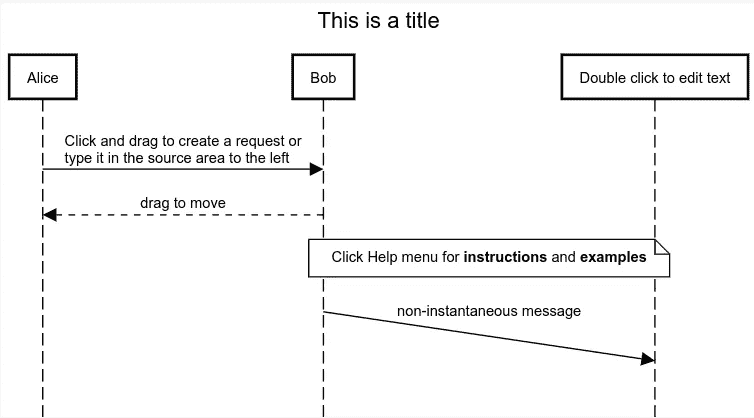 This is a title
Alice
Bob
Double click to edit text
Click and drag to create a request or
type it in the source area to the left
drag to move
Click Help menu for instructions and examples
non-instantaneous message